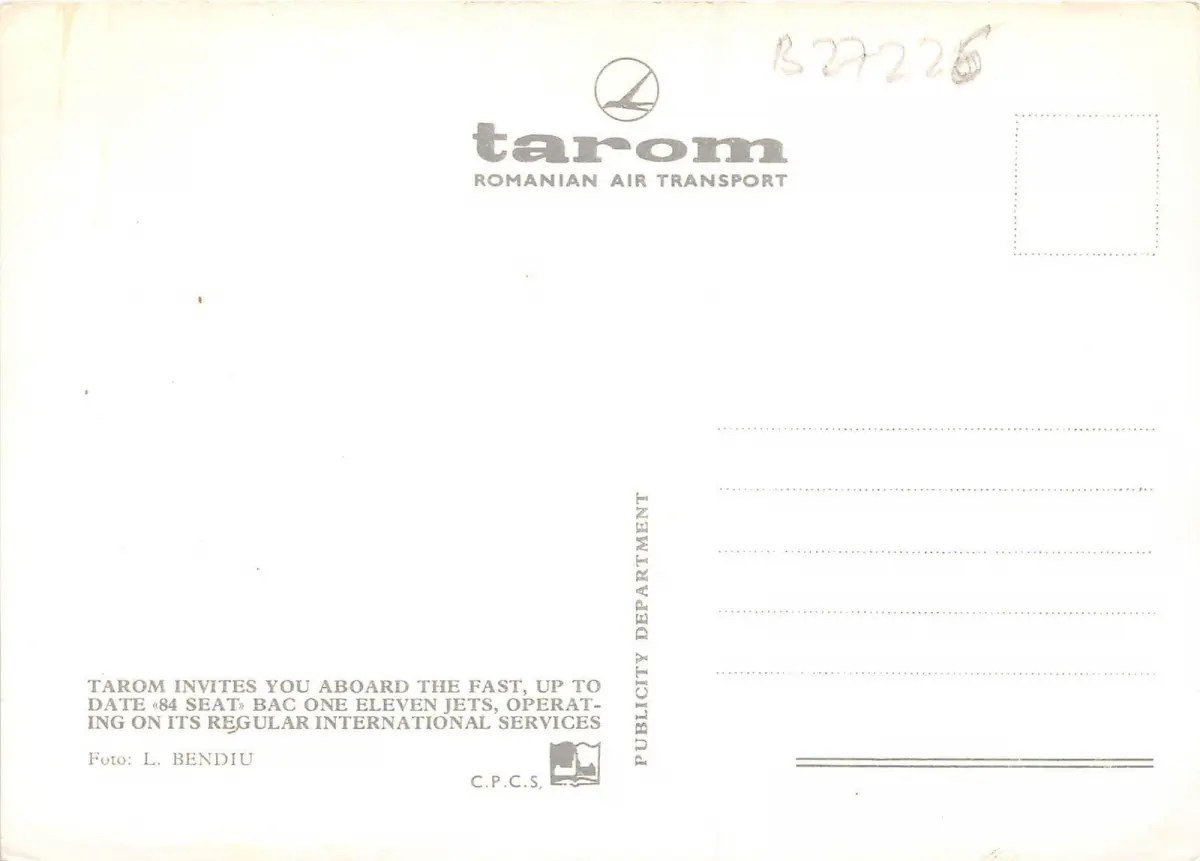 B27226
tarom
ROMANIAN AIR TRANSPORT
TAROM INVITES YOU ABOARD THE FAST, UP TO
DATE «84 SEAT» BAC ONE ELEVEN JETS, OPERAT-
ING ON ITS REGULAR INTERNATIONAL SERVICES
Foto: L. BENDIU
C.P.C.S.
PUBLICITY DEPARTMENT